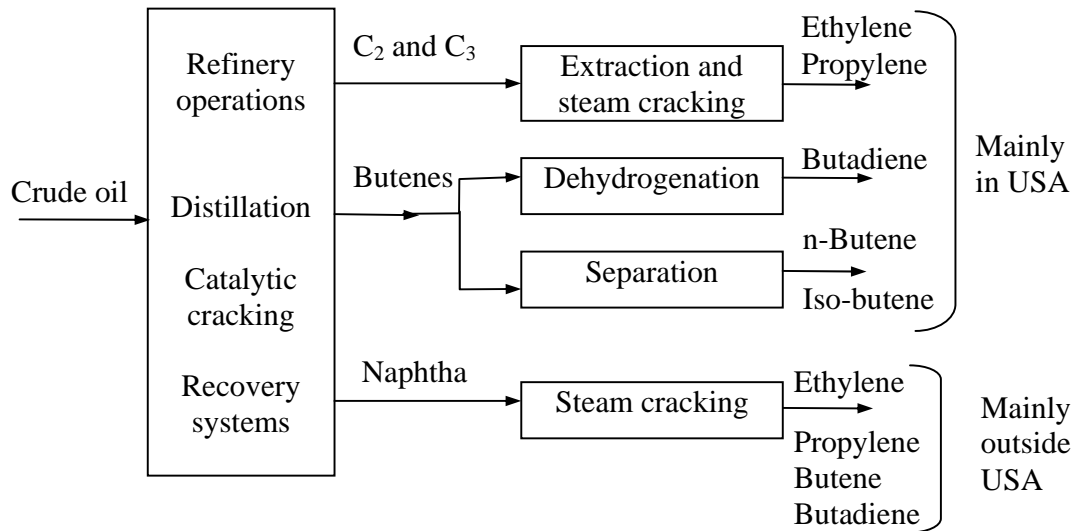 Crude oil
Refinery
operations
Distillation
Catalytic
cracking
Recovery
systems
C₂ and C₃
Extraction and
steam cracking
Ethylene
Propylene
Butenes
Dehydrogenation
Butadiene
Separation
n-Butene
Iso-butene
Mainly
in USA
Naphtha
Steam cracking
Ethylene
Propylene
Butene
Butadiene
Mainly
outside
USA